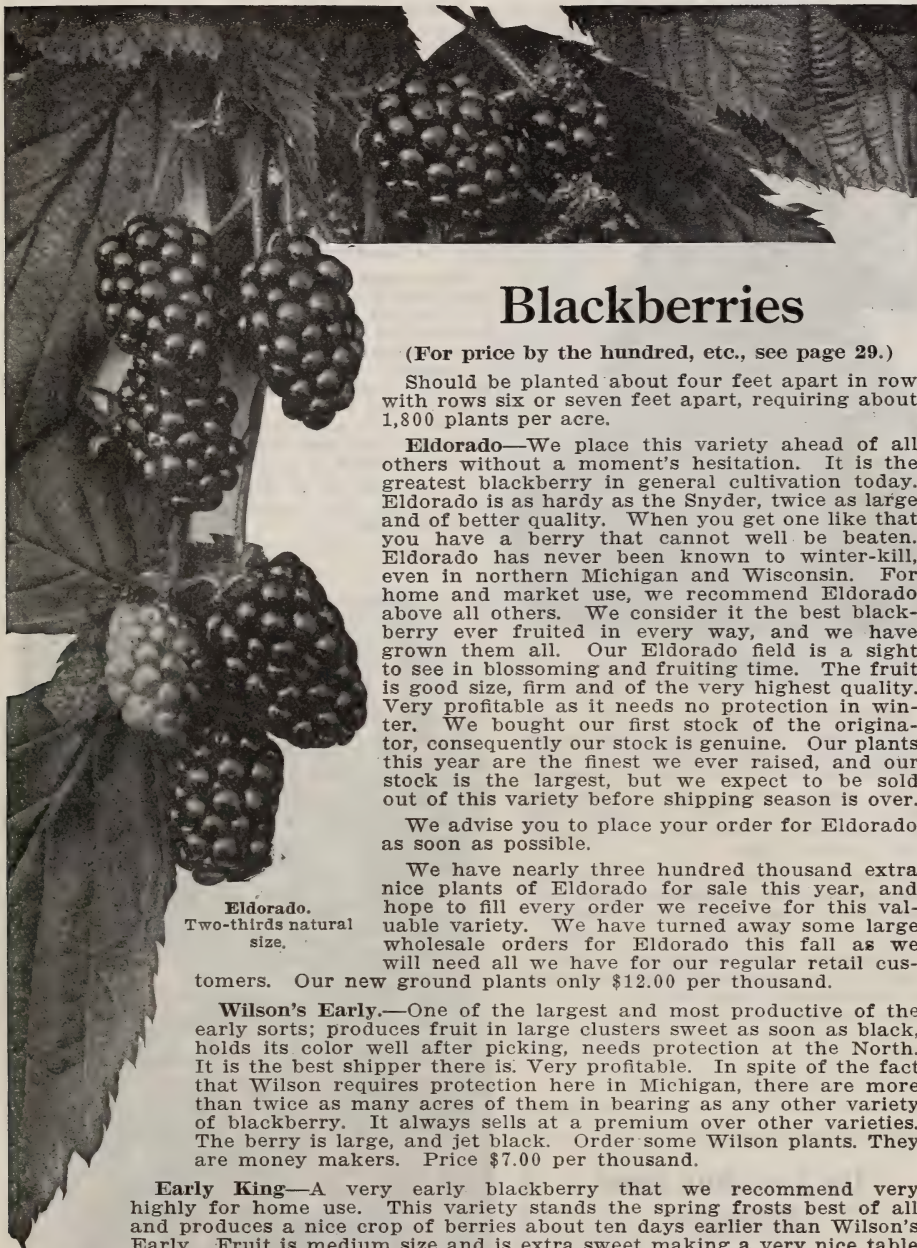 Blackberries
(For price by the hundred, etc., see page 29.)
Should be planted about four feet apart in row
with rows six or seven feet apart, requiring about
1,800 plants per acre.
Eldorado—We place this variety ahead of all
others without a moment's hesitation. It is the
greatest blackberry in general cultivation today.
Eldorado is as hardy as the Snyder, twice as large
and of better quality. When you get one like that
you have a berry that cannot well be beaten.
Eldorado has never been known to winter-kill,
even in northern Michigan and Wisconsin. For
home and market use, we recommend Eldorado
above all others. We consider it the best black-
berry ever fruited in every way, and we have
grown them all. Our Eldorado field is a sight
to see in blossoming and fruiting time. The fruit
is good size, firm and of the very highest quality.
Very profitable as it needs no protection in win-
ter. We bought our first stock of the origina-
tor, consequently our stock is genuine. Our plants
this year are the finest we ever raised, and our
stock is the largest, but we expect to be sold
out of this variety before shipping season is over.
We advise you to place your order for Eldorado
as soon as possible.
We have nearly three hundred thousand extra
nice plants of Eldorado for sale this year, and
hope to fill every order we receive for this val-
uable variety. We have turned away some large
wholesale orders for Eldorado this fall as we
will need all we have for our regular retail cus-
tomers. Our new ground plants only $12.00 per thousand.
Eldorado.
Two-thirds natural
size.
Wilson's Early.—One of the largest and most productive of the
early sorts; produces fruit in large clusters sweet as soon as black,
holds its color well after picking, needs protection at the North.
It is the best shipper there is. Very profitable. In spite of the fact
that Wilson requires protection here in Michigan, there are more
than twice as many acres of them in bearing as any other variety
of blackberry. It always sells at a premium over other varieties.
The berry is large, and jet black. Order some Wilson plants. They
are money makers. Price $7.00 per thousand.
Early King—A very early blackberry that we recommend very
highly for home use. This variety stands the spring frosts best of all
and produces a nice crop of berries about ten days earlier than Wilson's
Early. Fruit is medium size and is extra sweet making a very nice table